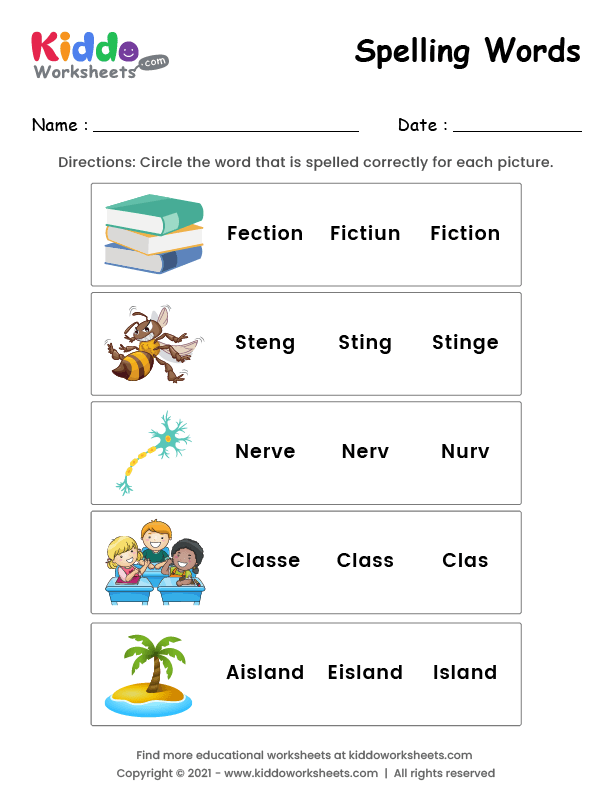 Kiddo
Worksheets.com
Spelling Words
Name : Date :
Directions: Circle the word that is spelled correctly for each picture.
Fection Fictiun Fiction
Steng Sting Stinge
Nerve Nerv Nurv
Classe Class Clas
Aisland Eisland Island
Find more educational worksheets at kiddoworksheets.com
Copyright © 2021 - www.kiddoworksheets.com | All rights reserved